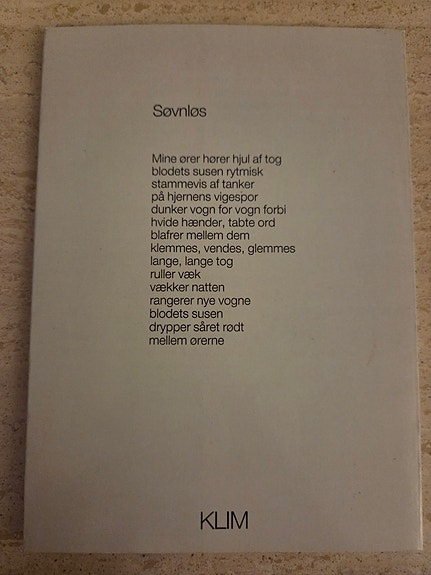 Søvnløs
Mine ører hører hjul af tog
blodets susen rytmisk
stammevis af tanker
på hjernens vigespor
dunker vogn for vogn forbi
hvide hænder, tabte ord
blafrer mellem dem
klemmes, vendes, glemmes
lange, lange tog
ruller væk
vækker natten
rangerer nye vogne
blodets susen
drypper såret rødt
mellem ørerne
KLIM